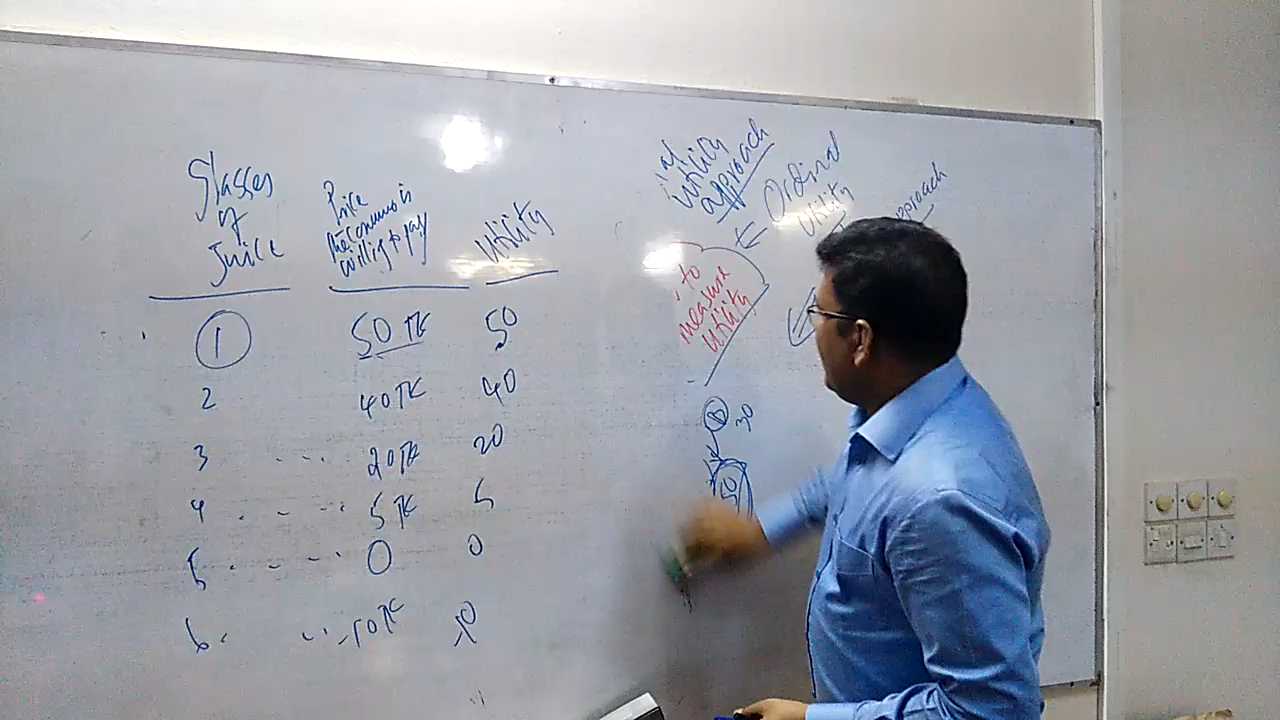 Glasses
of
Juice
Price
the consumer is
willing to pay
Utility
1 50 TK 50
2 40 TK 40
3 ... 20 TK 20
4 .... 5 TK 5
5 .... 0 0
6. ... -10 TK -10
utility
approach
Ordinal
Utility
approach
to
measure
Utility
30